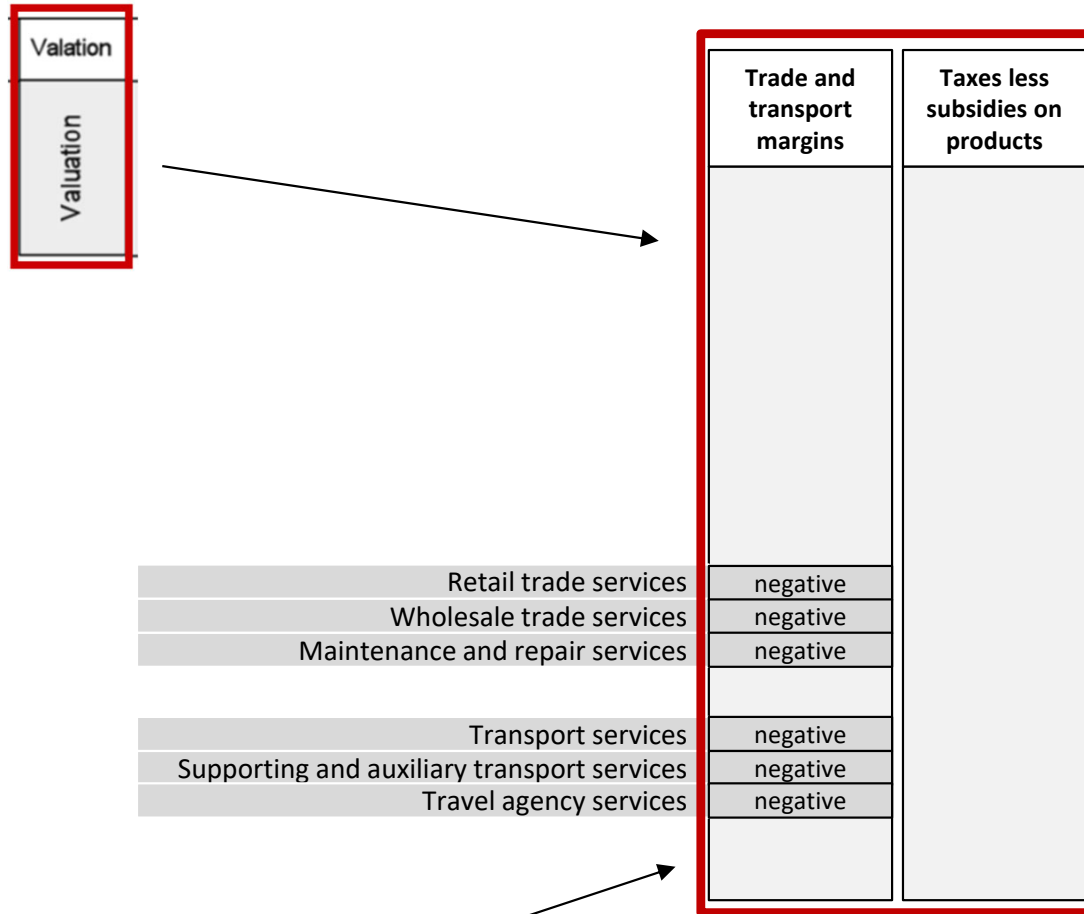 Valation
Valuation
Trade and
transport
margins
Taxes less
subsidies on
products
Retail trade services negative
Wholesale trade services negative
Maintenance and repair services negative
Transport services negative
Supporting and auxiliary transport services negative
Travel agency services negative